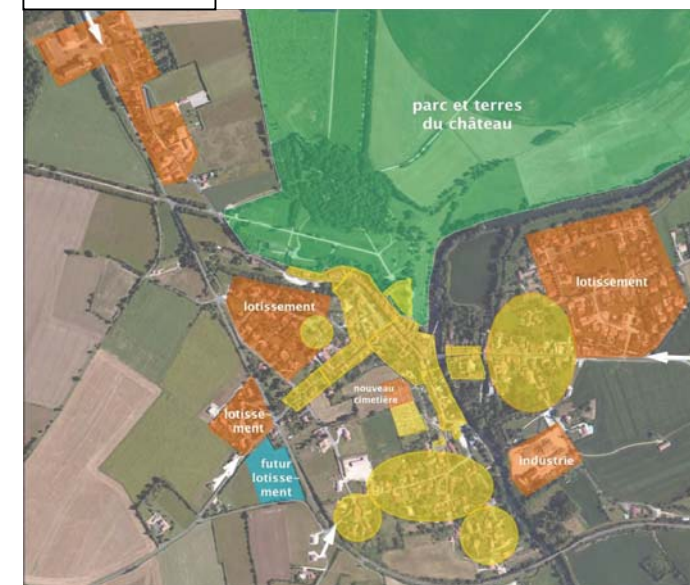 parc et terres
du château
lotissement
lotissement
nouveau
cimetière
lotisse-
ment
industrie
futur
lotisse-
ment